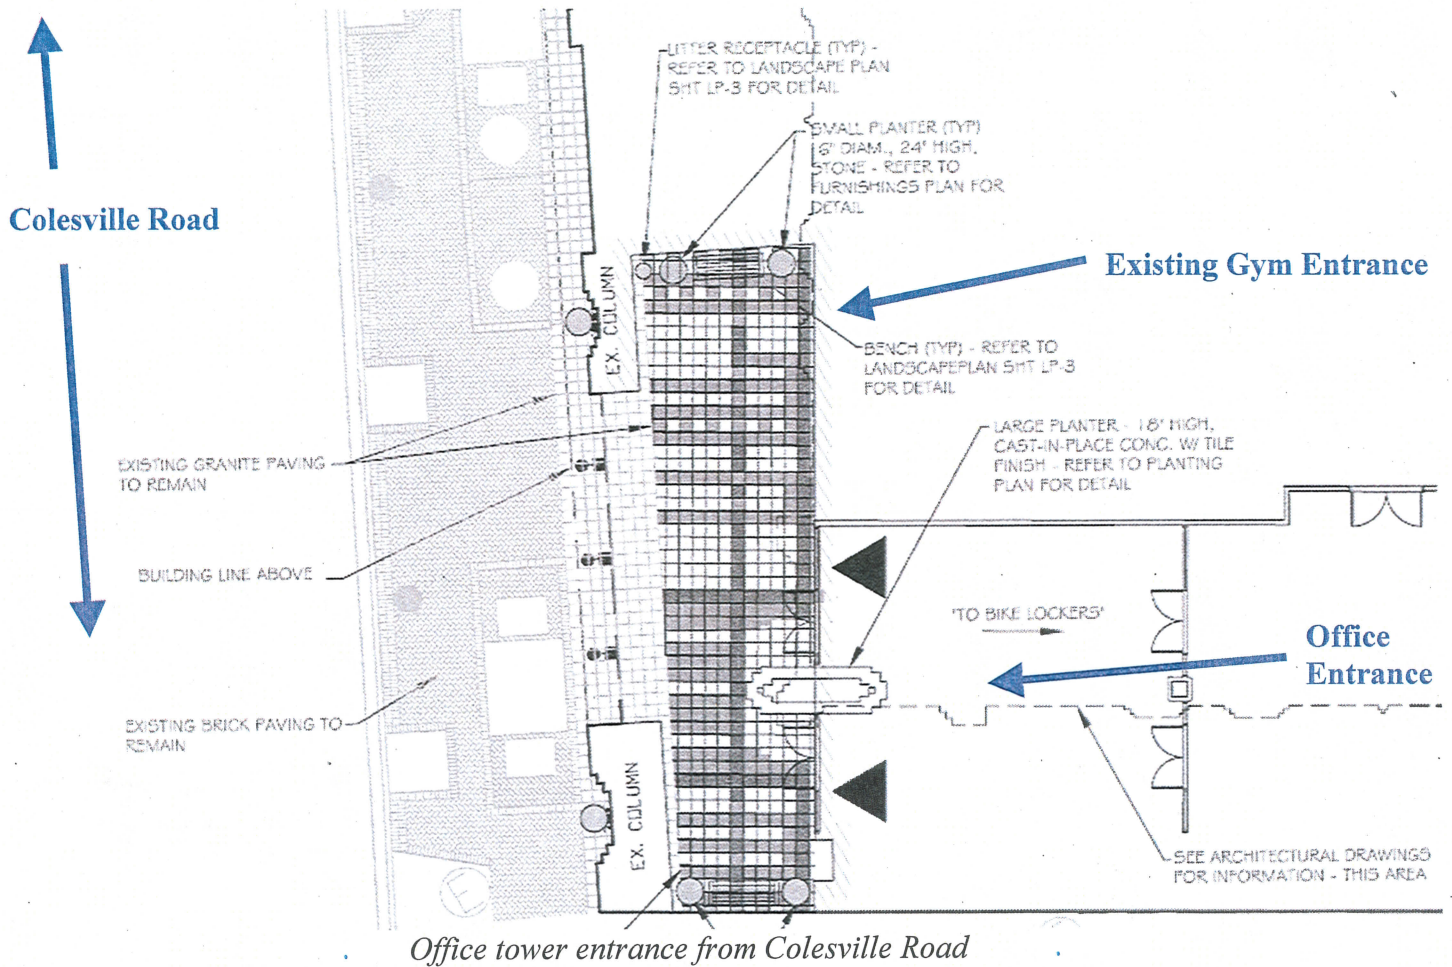 LITTER RECEPTACLE (TYP) -
REFER TO LANDSCAPE PLAN
SHT LP-3 FOR DETAIL
SMALL PLANTER (TYP)
6" DIAM., 24" HIGH,
STONE - REFER TO
FURNISHINGS PLAN FOR
DETAIL
Colesville Road
Existing Gym Entrance
EX. COLUMN
BENCH (TYP) - REFER TO
LANDSCAPEPLAN SHT LP-3
FOR DETAIL
LARGE PLANTER - 18" HIGH,
CAST-IN-PLACE CONC. W/ TILE
FINISH - REFER TO PLANTING
PLAN FOR DETAIL
EXISTING GRANITE PAVING
TO REMAIN
BUILDING LINE ABOVE
'TO BIKE LOCKERS'
Office
Entrance
EXISTING BRICK PAVING TO
REMAIN
EX. COLUMN
SEE ARCHITECTURAL DRAWINGS
FOR INFORMATION - THIS AREA
E
Office tower entrance from Colesville Road